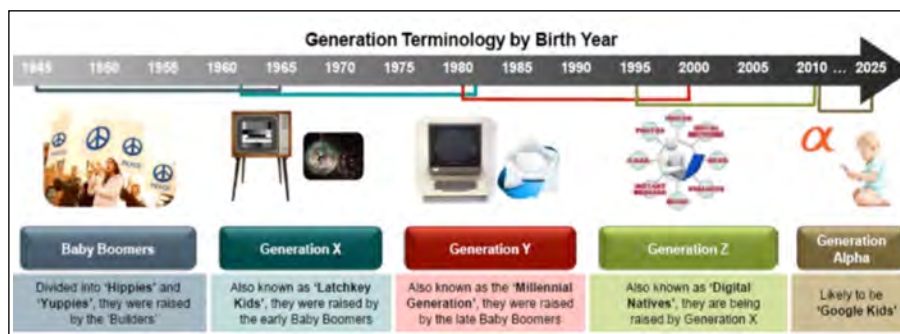 Generation Terminology by Birth Year
1945 1950 1955 1960 1965 1970 1975 1980 1985 1990 1995 2000 2005 2010 ... 2025
PEACE
α
Baby Boomers
Divided into ‘Hippies’ and
‘Yuppies’, they were raised
by the ‘Builders’
Generation X
Also known as ‘Latchkey
Kids’, they were raised by
the early Baby Boomers
Generation Y
Also known as the ‘Millennial
Generation’, they were raised
by the late Baby Boomers
Generation Z
Also known as ‘Digital
Natives’, they are being
raised by Generation X
Generation
Alpha
Likely to be
‘Google Kids’